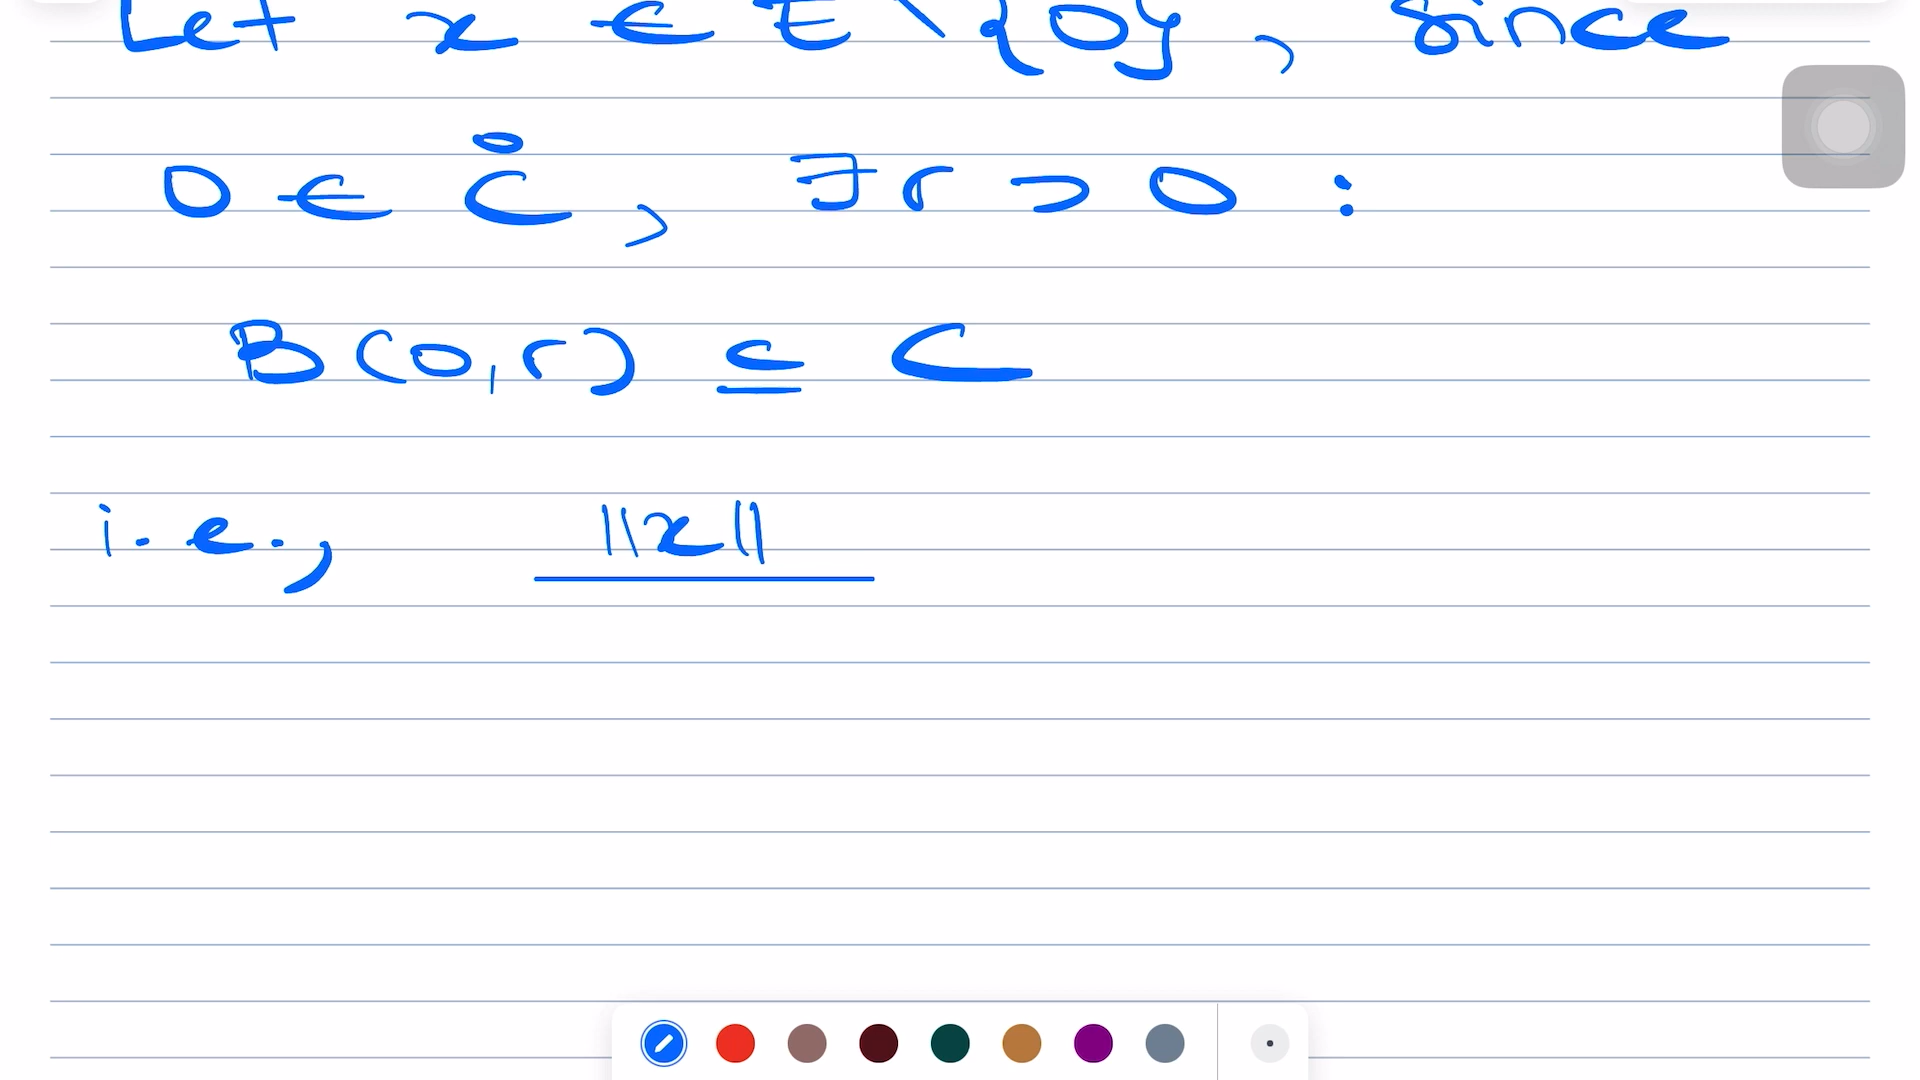 Let x ∈ E \ {0}, since
0 ∈ C̊, ∃ r > 0 :
B(0,r) ⊆ C
i.e., ||x||